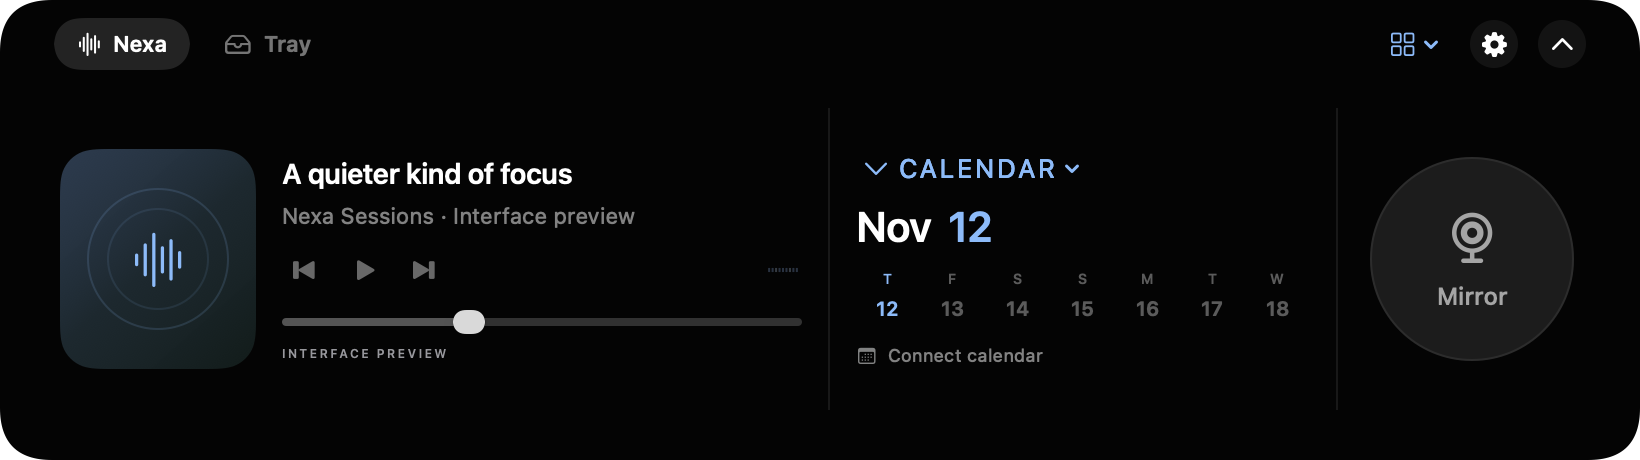 Nexa
Tray
A quieter kind of focus
Nexa Sessions · Interface preview
INTERFACE PREVIEW
CALENDAR
Nov 12
T F S S M T W
12 13 14 15 16 17 18
Connect calendar
Mirror